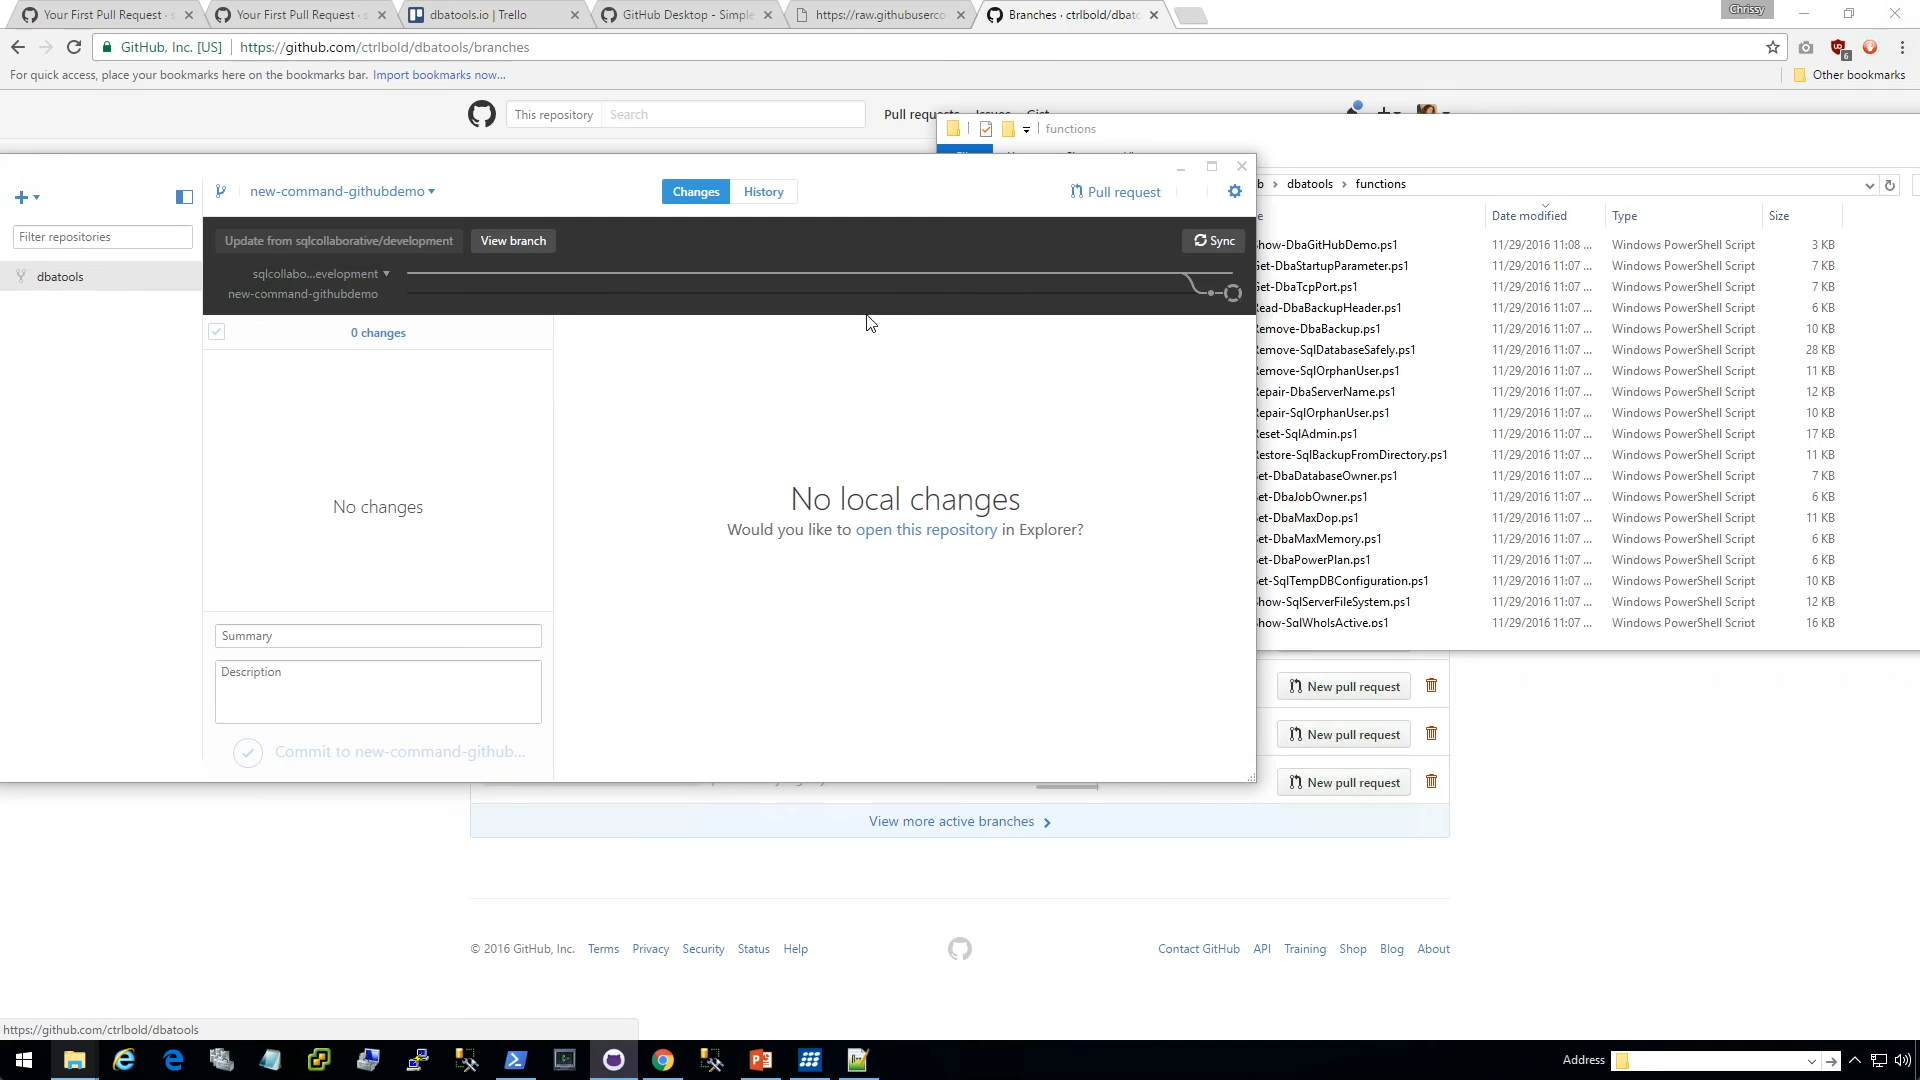 Your First Pull Request · s
Your First Pull Request · s
dbatools.io | Trello
GitHub Desktop - Simple
https://raw.githubuserco
Branches · ctrlbold/dbato
Chrissy
GitHub, Inc. [US]
https://github.com/ctrlbold/dbatools/branches
For quick access, place your bookmarks here on the bookmarks bar. Import bookmarks now...
Other bookmarks
This repository
Search
Pull requests
Issues
Gist
functions
new-command-githubdemo
Changes
History
Pull request
dbatools
functions
Filter repositories
Date modified
Type
Size
Update from sqlcollaborative/development
View branch
Sync
dbatools
sqlcollabo...evelopment
new-command-githubdemo
0 changes
No changes
No local changes
Would you like to open this repository in Explorer?
how-DbaGitHubDemo.ps1 11/29/2016 11:08 ... Windows PowerShell Script 3 KB
et-DbaStartupParameter.ps1 11/29/2016 11:07 ... Windows PowerShell Script 7 KB
et-DbaTcpPort.ps1 11/29/2016 11:07 ... Windows PowerShell Script 7 KB
ead-DbaBackupHeader.ps1 11/29/2016 11:07 ... Windows PowerShell Script 6 KB
emove-DbaBackup.ps1 11/29/2016 11:07 ... Windows PowerShell Script 10 KB
emove-SqlDatabaseSafely.ps1 11/29/2016 11:07 ... Windows PowerShell Script 28 KB
emove-SqlOrphanUser.ps1 11/29/2016 11:07 ... Windows PowerShell Script 11 KB
epair-DbaServerName.ps1 11/29/2016 11:07 ... Windows PowerShell Script 12 KB
epair-SqlOrphanUser.ps1 11/29/2016 11:07 ... Windows PowerShell Script 10 KB
eset-SqlAdmin.ps1 11/29/2016 11:07 ... Windows PowerShell Script 17 KB
estore-SqlBackupFromDirectory.ps1 11/29/2016 11:07 ... Windows PowerShell Script 11 KB
et-DbaDatabaseOwner.ps1 11/29/2016 11:07 ... Windows PowerShell Script 7 KB
et-DbaJobOwner.ps1 11/29/2016 11:07 ... Windows PowerShell Script 6 KB
et-DbaMaxDop.ps1 11/29/2016 11:07 ... Windows PowerShell Script 11 KB
et-DbaMaxMemory.ps1 11/29/2016 11:07 ... Windows PowerShell Script 6 KB
et-DbaPowerPlan.ps1 11/29/2016 11:07 ... Windows PowerShell Script 6 KB
et-SqlTempDBConfiguration.ps1 11/29/2016 11:07 ... Windows PowerShell Script 10 KB
how-SqlServerFileSystem.ps1 11/29/2016 11:07 ... Windows PowerShell Script 12 KB
how-SqlWhoIsActive.ps1 11/29/2016 11:07 ... Windows PowerShell Script 16 KB
Summary
Description
Commit to new-command-github...
New pull request
New pull request
New pull request
View more active branches
© 2016 GitHub, Inc. Terms Privacy Security Status Help
Contact GitHub API Training Shop Blog About
https://github.com/ctrlbold/dbatools
Address